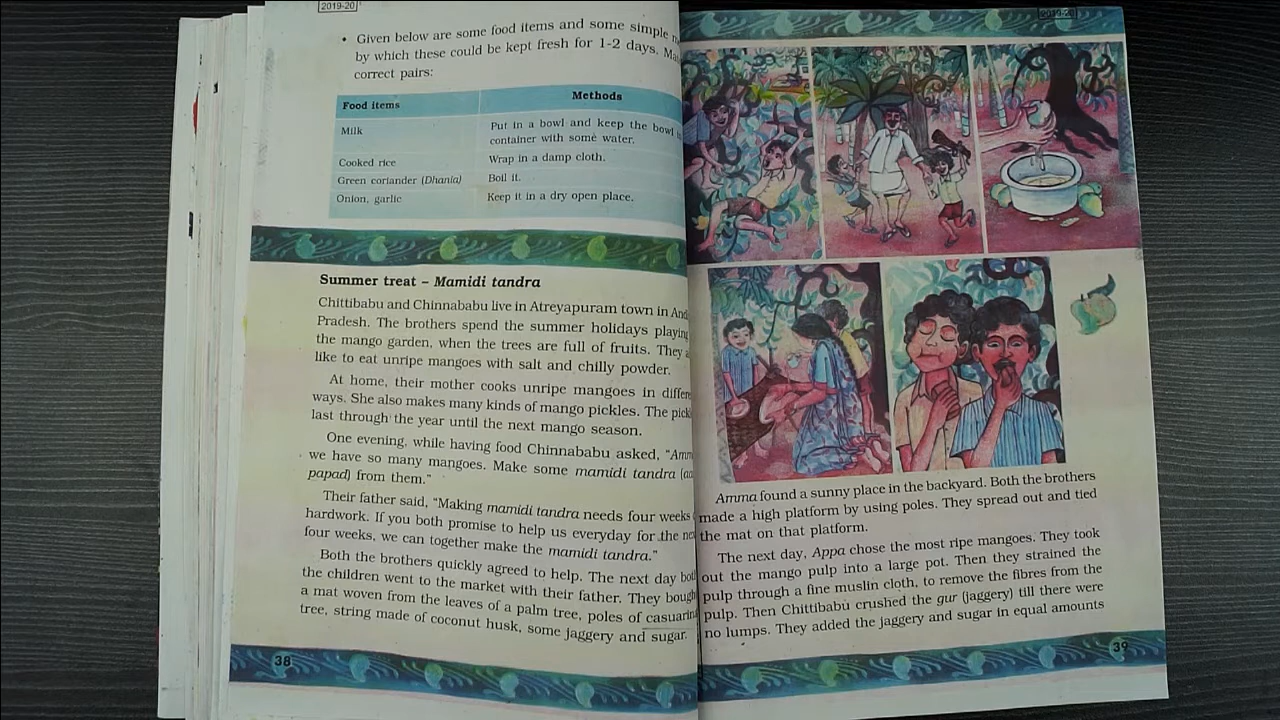 2019-20
• Given below are some food items and some simple
by which these could be kept fresh for 1-2 days.
correct pairs:
Food items Methods
Milk Put in a bowl and keep the bowl
container with some water.
Cooked rice Wrap in a damp cloth.
Green coriander (Dhania) Boil it.
Onion, garlic Keep it in a dry open place.
Summer treat – Mamidi tandra
Chittibabu and Chinnababu live in Atreyapuram town in
Pradesh. The brothers spend the summer holidays playing
the mango garden, when the trees are full of fruits. They
like to eat unripe mangoes with salt and chilly powder.
At home, their mother cooks unripe mangoes in
ways. She also makes many kinds of mango pickles. The
last through the year until the next mango season.
One evening, while having food Chinnababu asked,
we have so many mangoes. Make some mamidi tandra
papad) from them."
Their father said, "Making mamidi tandra needs four weeks
hardwork. If you both promise to help us everyday for the
four weeks, we can together make the mamidi tandra."
Both the brothers quickly agreed to help. The next day
the children went to the market with their father. They
a mat woven from the leaves of a palm tree, poles of
tree, string made of coconut husk, some jaggery and sugar.
38
2019-20
Amma found a sunny place in the backyard. Both the brothers
made a high platform by using poles. They spread out and tied
the mat on that platform.
The next day, Appa chose the most ripe mangoes. They took
out the mango pulp into a large pot. Then they strained the
pulp through a fine muslin cloth, to remove the fibres from the
pulp. Then Chittibabu crushed the gur (jaggery) till there were
no lumps. They added the jaggery and sugar in equal amounts
39